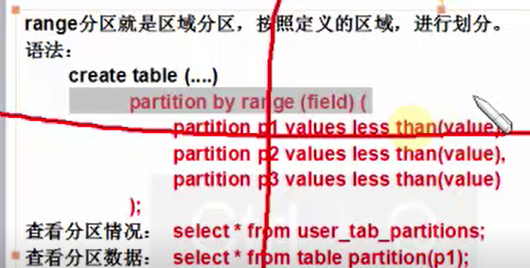 range分区就是区域分区，按照定义的区域，进行划分。
语法：
create table (....)
partition by range (field) (
partition p1 values less than(value),
partition p2 values less than(value),
partition p3 values less than(value)
);
查看分区情况： select * from user_tab_partitions;
查看分区数据： select * from table partition(p1);